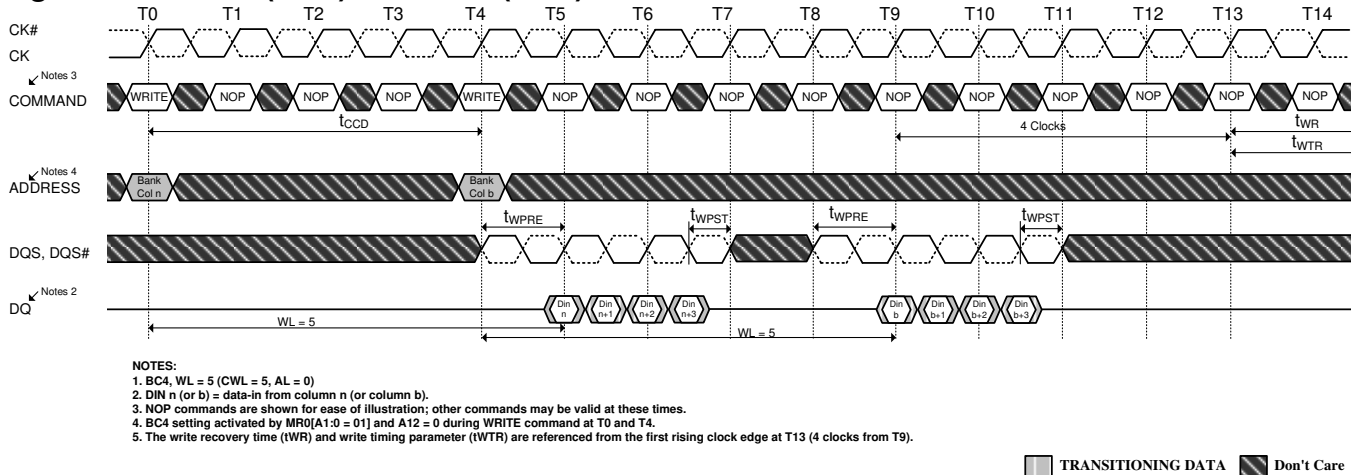 T0 T1 T2 T3 T4 T5 T6 T7 T8 T9 T10 T11 T12 T13 T14
CK#
CK
Notes 3
COMMAND
WRITE NOP NOP NOP WRITE NOP NOP NOP NOP NOP NOP NOP NOP NOP NOP
tCCD
4 Clocks
tWR
tWTR
Notes 4
ADDRESS
Bank
Col n
Bank
Col b
tWPRE tWPST tWPRE tWPST
DQS, DQS#
Notes 2
DQ
Din
n
Din
n+1
Din
n+2
Din
n+3
Din
b
Din
b+1
Din
b+2
Din
b+3
WL = 5
WL = 5
NOTES:
1. BC4, WL = 5 (CWL = 5, AL = 0)
2. DIN n (or b) = data-in from column n (or column b).
3. NOP commands are shown for ease of illustration; other commands may be valid at these times.
4. BC4 setting activated by MR0[A1:0 = 01] and A12 = 0 during WRITE command at T0 and T4.
5. The write recovery time (tWR) and write timing parameter (tWTR) are referenced from the first rising clock edge at T13 (4 clocks from T9).
TRANSITIONING DATA
Don't Care